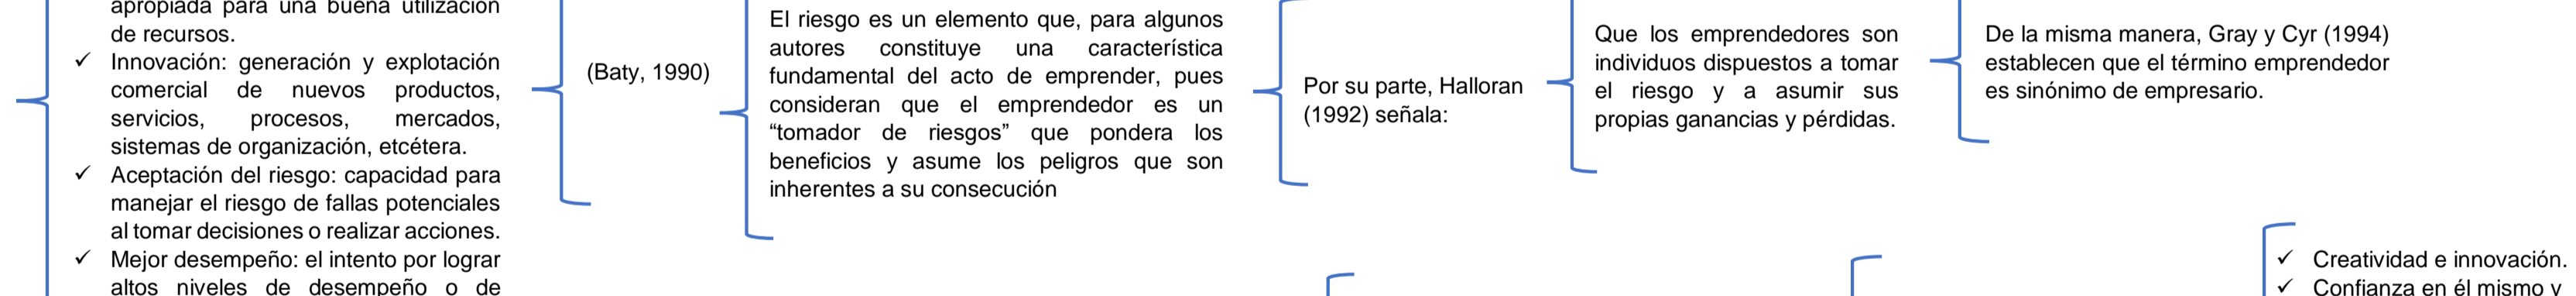 apropiada para una buena utilización
de recursos.
✓ Innovación: generación y explotación
comercial de nuevos productos,
servicios, procesos, mercados,
sistemas de organización, etcétera.
✓ Aceptación del riesgo: capacidad para
manejar el riesgo de fallas potenciales
al tomar decisiones o realizar acciones.
✓ Mejor desempeño: el intento por lograr
altos niveles de desempeño o de
(Baty, 1990)
El riesgo es un elemento que, para algunos
autores constituye una característica
fundamental del acto de emprender, pues
consideran que el emprendedor es un
“tomador de riesgos” que pondera los
beneficios y asume los peligros que son
inherentes a su consecución
Por su parte, Halloran
(1992) señala:
Que los emprendedores son
individuos dispuestos a tomar
el riesgo y a asumir sus
propias ganancias y pérdidas.
De la misma manera, Gray y Cyr (1994)
establecen que el término emprendedor
es sinónimo de empresario.
✓ Creatividad e innovación.
✓ Confianza en él mismo y